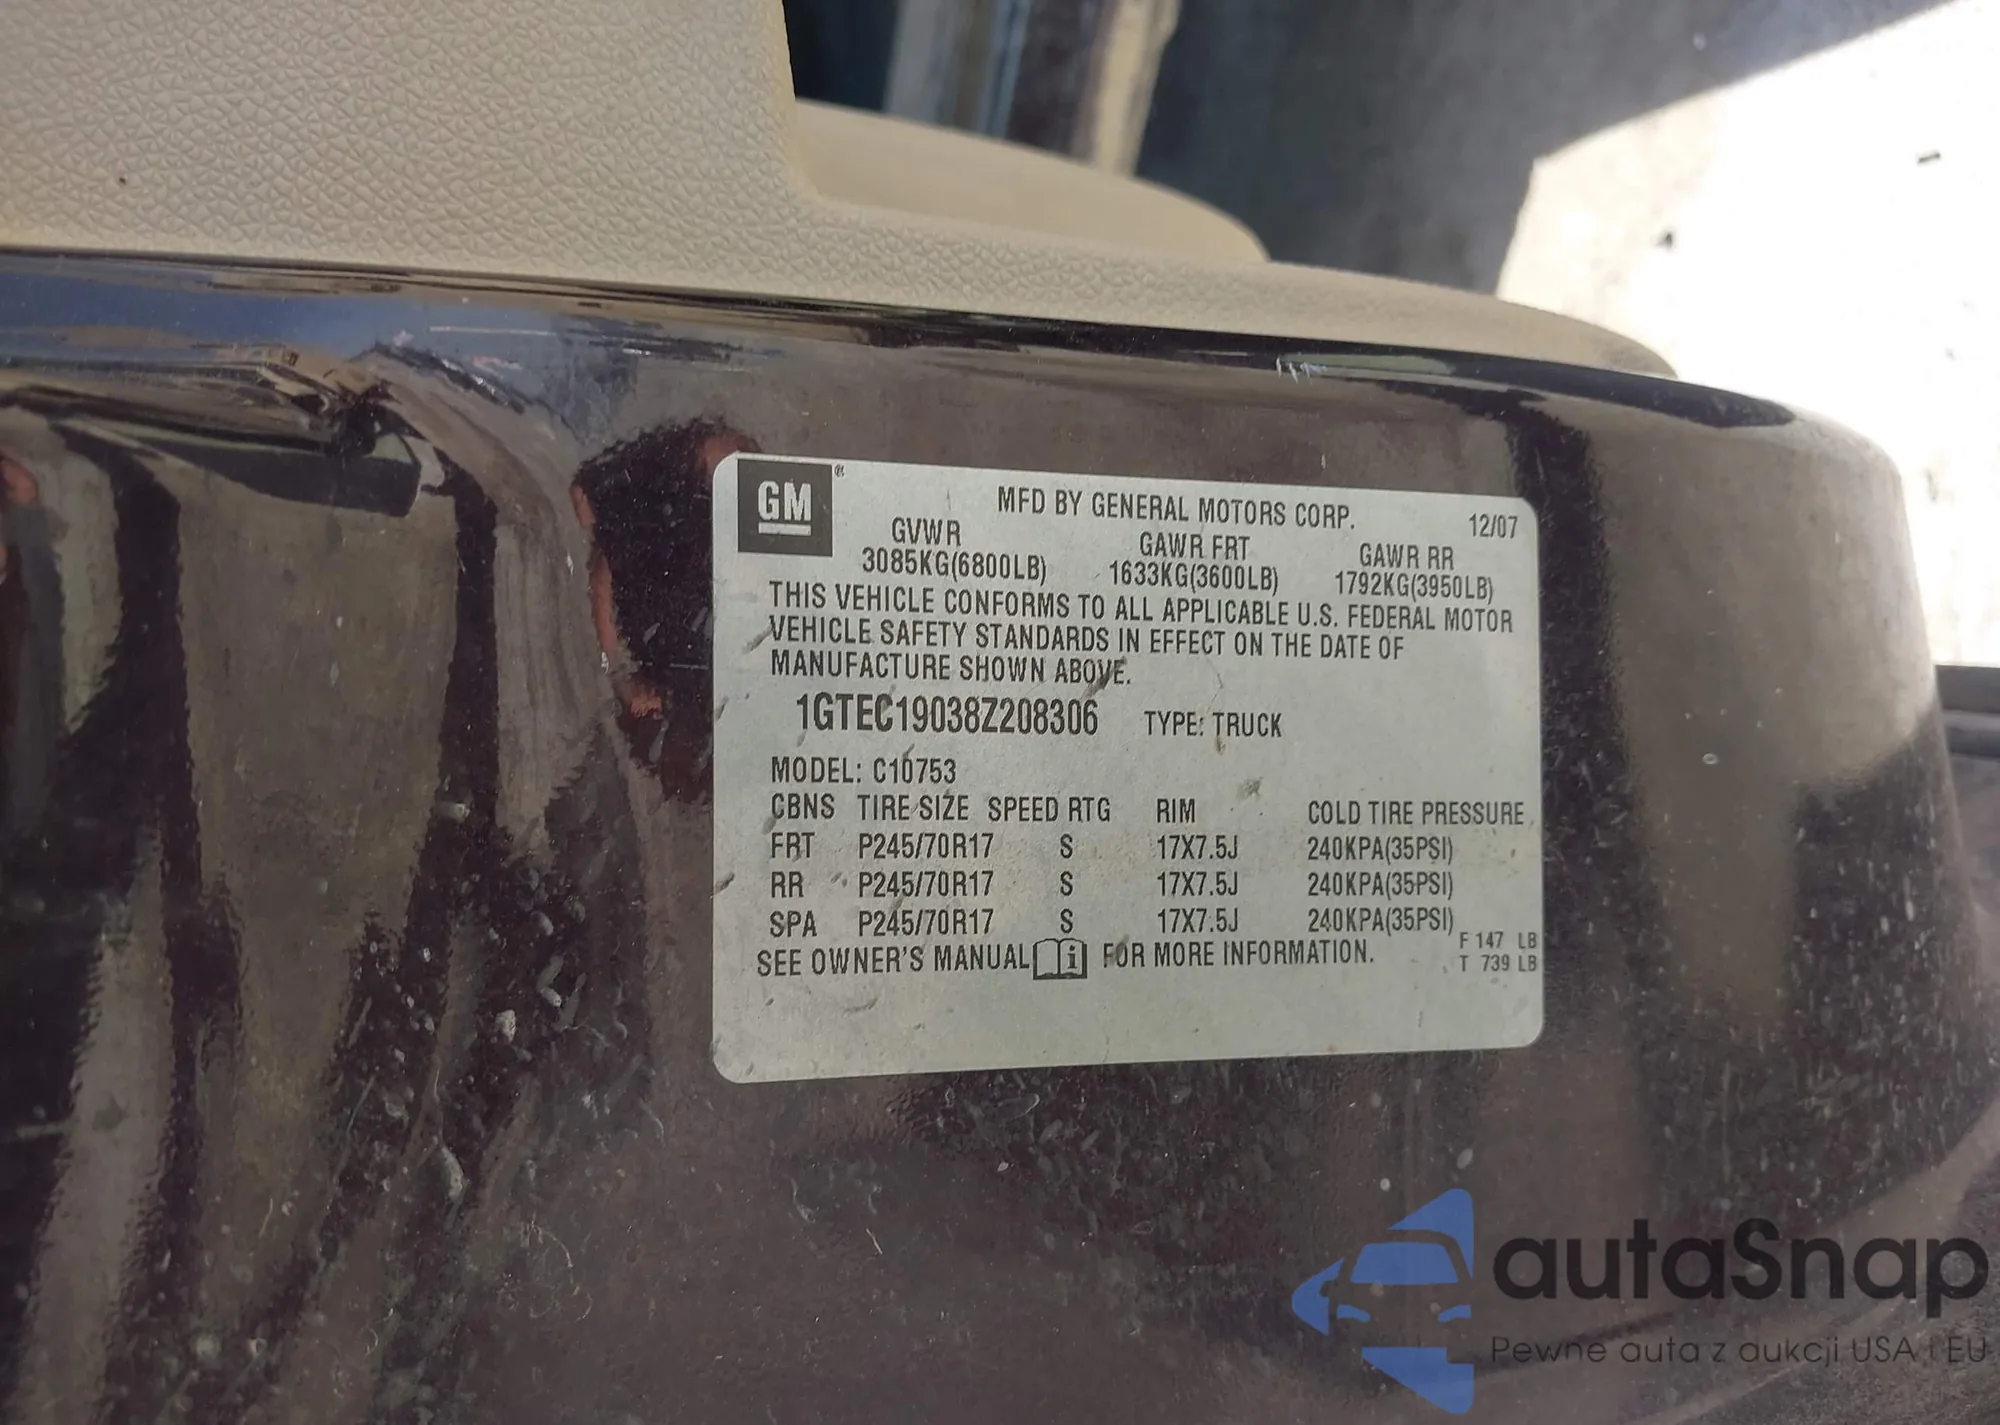 GM ®
MFD BY GENERAL MOTORS CORP. 12/07
GVWR GAWR FRT GAWR RR
3085KG(6800LB) 1633KG(3600LB) 1792KG(3950LB)
THIS VEHICLE CONFORMS TO ALL APPLICABLE U.S. FEDERAL MOTOR
VEHICLE SAFETY STANDARDS IN EFFECT ON THE DATE OF
MANUFACTURE SHOWN ABOVE.
1GTEC19038Z208306 TYPE: TRUCK
MODEL: C10753
CBNS TIRE SIZE SPEED RTG RIM COLD TIRE PRESSURE
FRT P245/70R17 S 17X7.5J 240KPA(35PSI)
RR P245/70R17 S 17X7.5J 240KPA(35PSI)
SPA P245/70R17 S 17X7.5J 240KPA(35PSI)
SEE OWNER'S MANUAL i FOR MORE INFORMATION.
F 147 LB
T 739 LB
autaSnap
Pewne auta z aukcji USA i EU